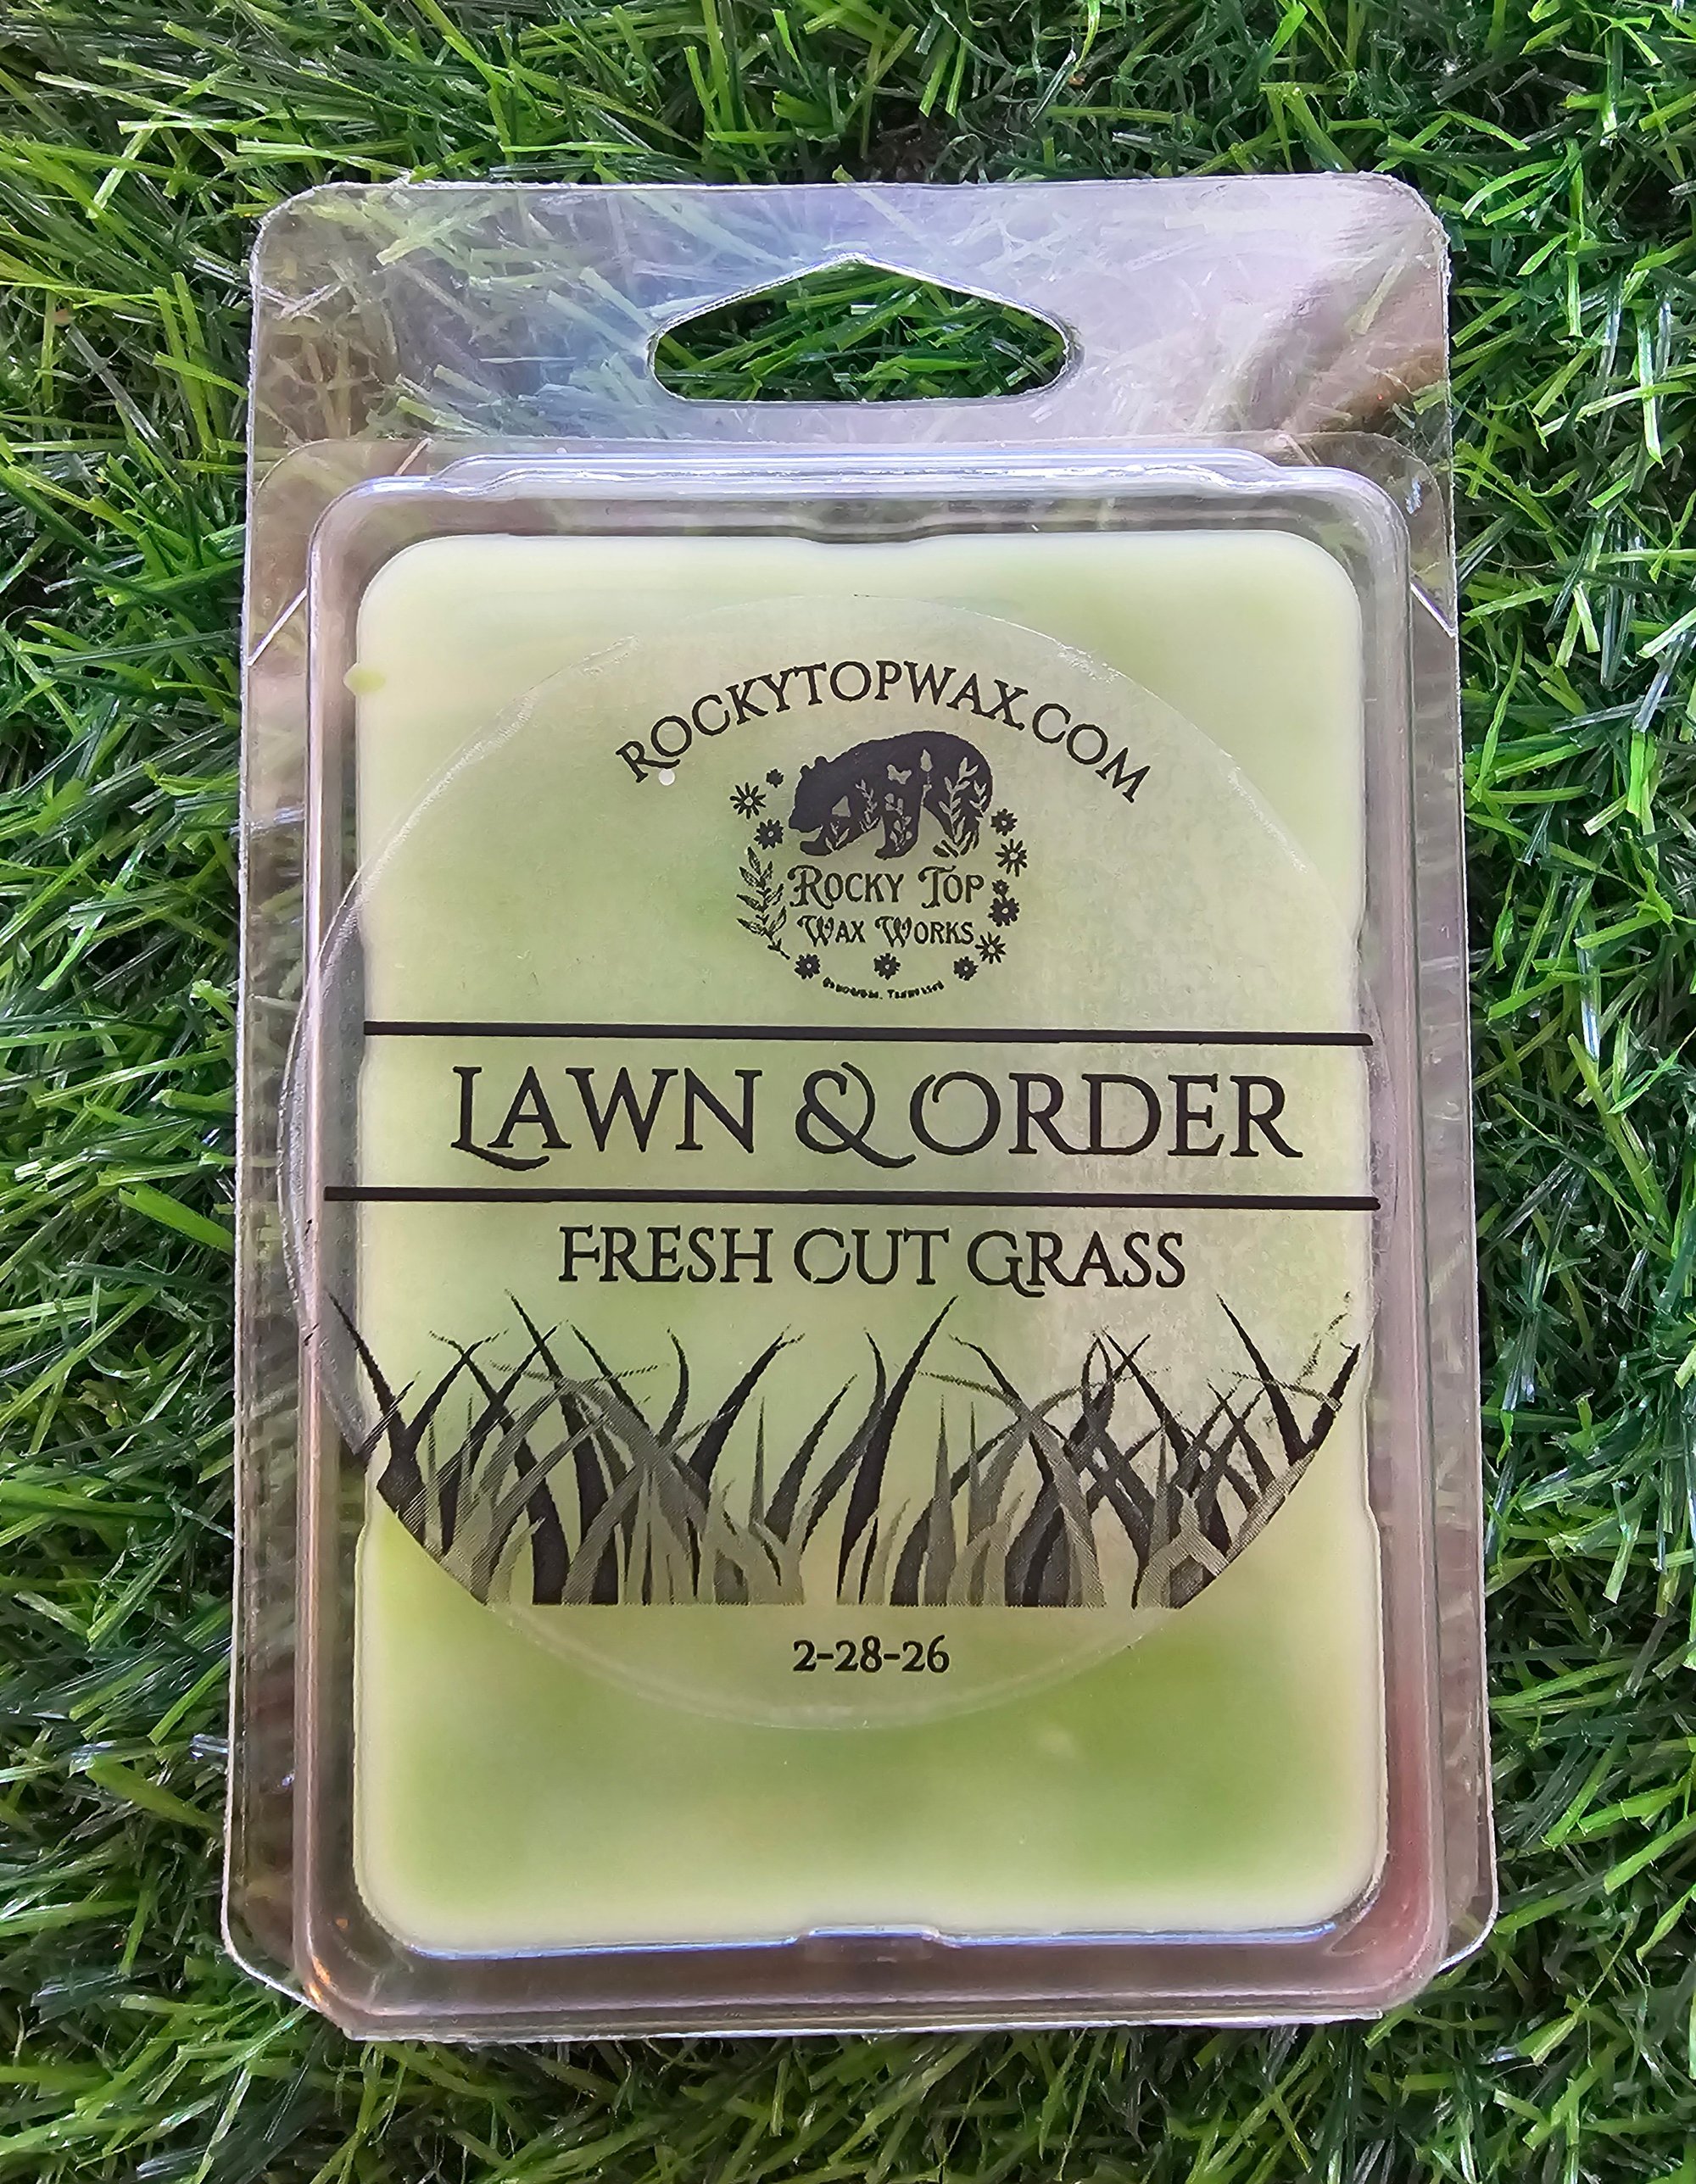 ROCKYTOPWAX.COM
ROCKY TOP
WAX WORKS
LAWN & ORDER
FRESH CUT GRASS
2-28-26